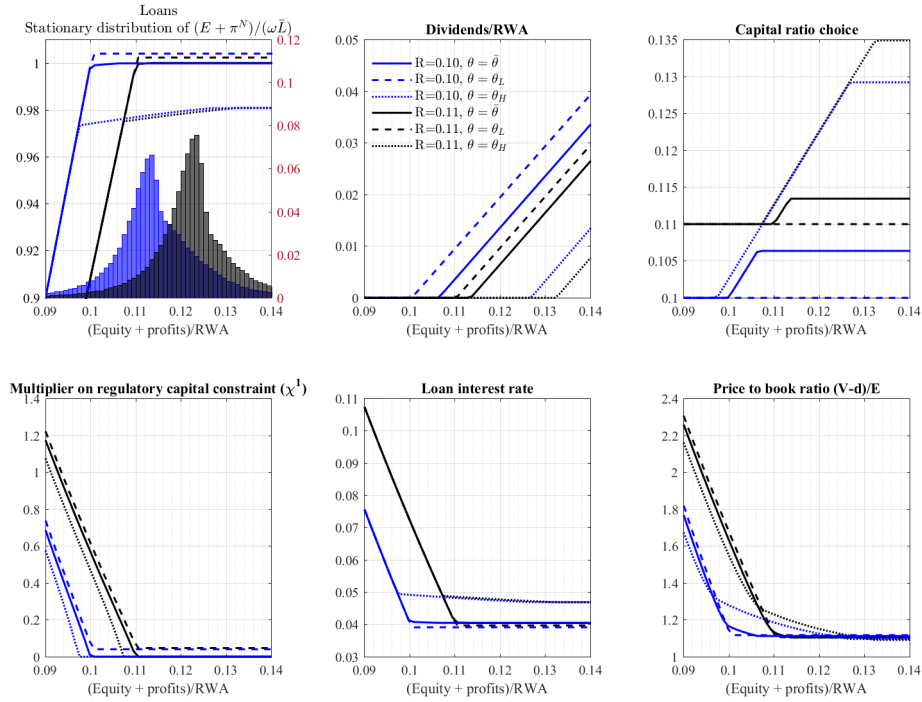 Loans
Stationary distribution of (E + π^N)/(ωL̄)
1
0.98
0.96
0.94
0.92
0.9
0.12
0.1
0.08
0.06
0.04
0.02
0
0.09 0.1 0.11 0.12 0.13 0.14
(Equity + profits)/RWA
Dividends/RWA
0.05
0.04
0.03
0.02
0.01
0
R=0.10, θ = θ̄
R=0.10, θ = θ_L
R=0.10, θ = θ_H
R=0.11, θ = θ̄
R=0.11, θ = θ_L
R=0.11, θ = θ_H
0.09 0.1 0.11 0.12 0.13 0.14
(Equity + profits)/RWA
Capital ratio choice
0.135
0.13
0.125
0.12
0.115
0.11
0.105
0.1
0.09 0.1 0.11 0.12 0.13 0.14
(Equity + profits)/RWA
Multiplier on regulatory capital constraint (χ^1)
1.4
1.2
1
0.8
0.6
0.4
0.2
0
0.09 0.1 0.11 0.12 0.13 0.14
(Equity + profits)/RWA
Loan interest rate
0.11
0.1
0.09
0.08
0.07
0.06
0.05
0.04
0.03
0.09 0.1 0.11 0.12 0.13 0.14
(Equity + profits)/RWA
Price to book ratio (V-d)/E
2.4
2.2
2
1.8
1.6
1.4
1.2
1
0.09 0.1 0.11 0.12 0.13 0.14
(Equity + profits)/RWA